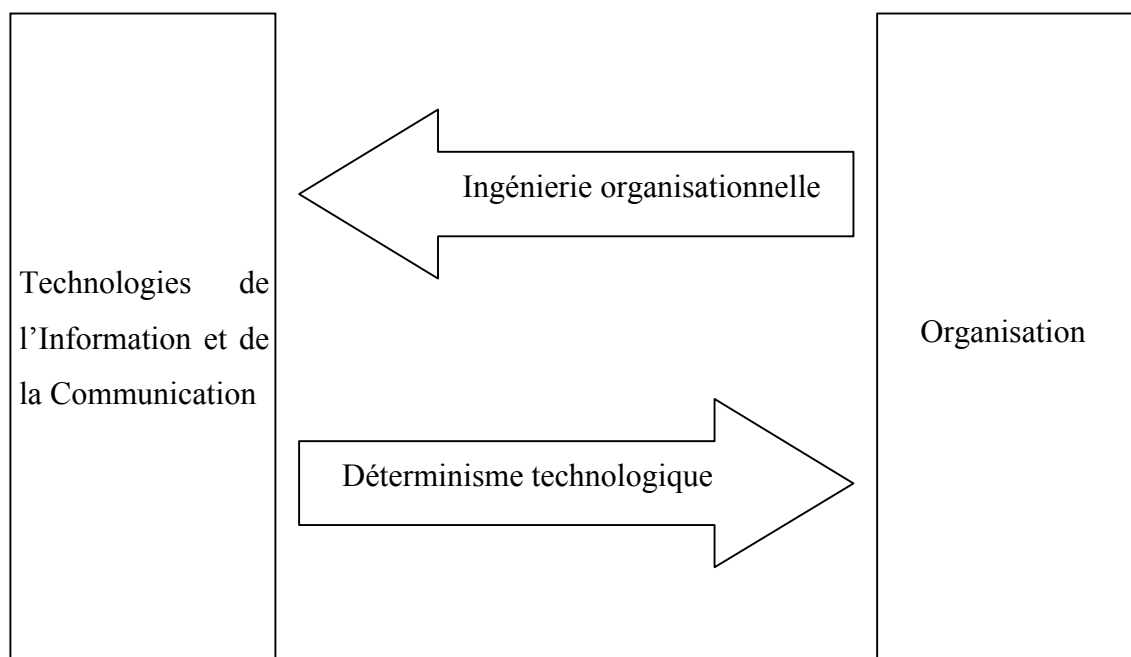 Ingénierie organisationnelle
Technologies de
l’Information et de
la Communication
Organisation
Déterminisme technologique